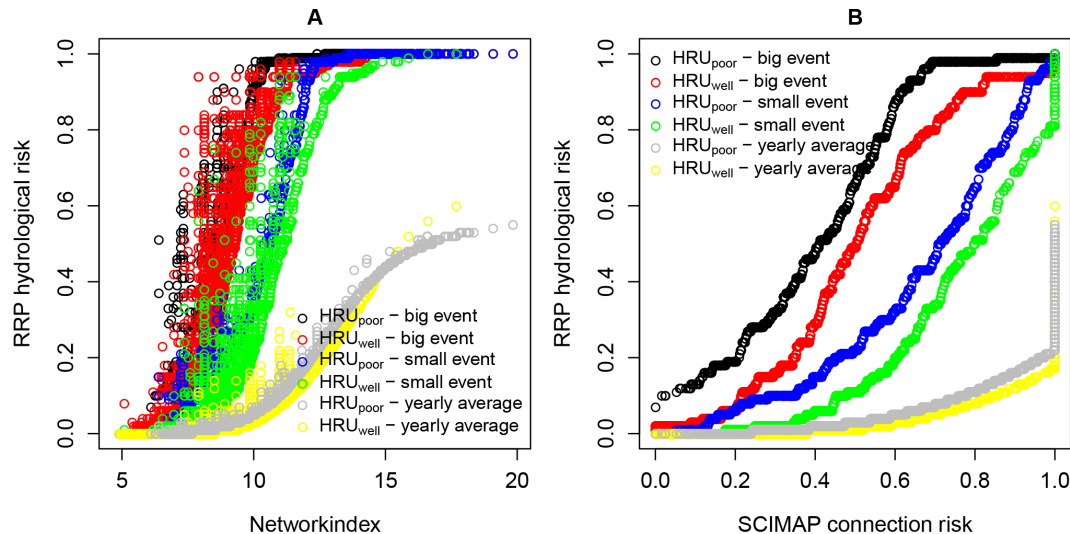 A
1.0
0.8
0.6
0.4
0.2
0.0
RRP hydrological risk
HRUpoor − big event
HRUwell − big event
HRUpoor − small event
HRUwell − small event
HRUpoor − yearly average
HRUwell − yearly average
5 10 15 20
Networkindex
B
1.0
0.8
0.6
0.4
0.2
0.0
RRP hydrological risk
HRUpoor − big event
HRUwell − big event
HRUpoor − small event
HRUwell − small event
HRUpoor − yearly average
HRUwell − yearly average
0.0 0.2 0.4 0.6 0.8 1.0
SCIMAP connection risk